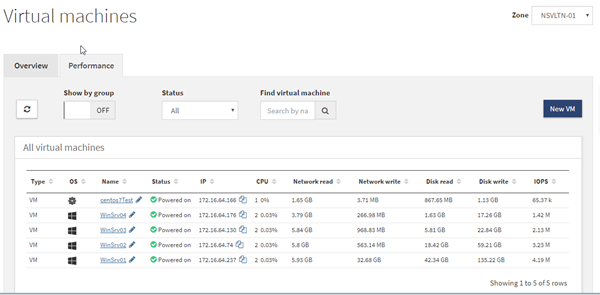 Virtual machines
Zone NSVLTN-01
Overview Performance
Show by group Status Find virtual machine
OFF All Search by na New VM
All virtual machines
Type OS Name Status IP CPU Network read Network write Disk read Disk write IOPS
VM centos7Test Powered on 172.16.64.166 1 0% 1.65 GB 3.71 MB 867.65 MB 1.13 GB 65.37 k
VM WinSrv04 Powered on 172.16.64.176 2 0.03% 3.79 GB 266.98 MB 1.63 GB 17.26 GB 1.42 M
VM WinSrv03 Powered on 172.16.64.130 2 0.03% 5.84 GB 968.83 MB 5.81 GB 22.84 GB 2.13 M
VM WinSrv02 Powered on 172.16.64.74 2 0.03% 5.8 GB 563.14 MB 18.42 GB 59.21 GB 3.23 M
VM WinSrv01 Powered on 172.16.64.237 2 0.03% 5.93 GB 32.68 GB 42.34 GB 135.22 GB 4.19 M
Showing 1 to 5 of 5 rows